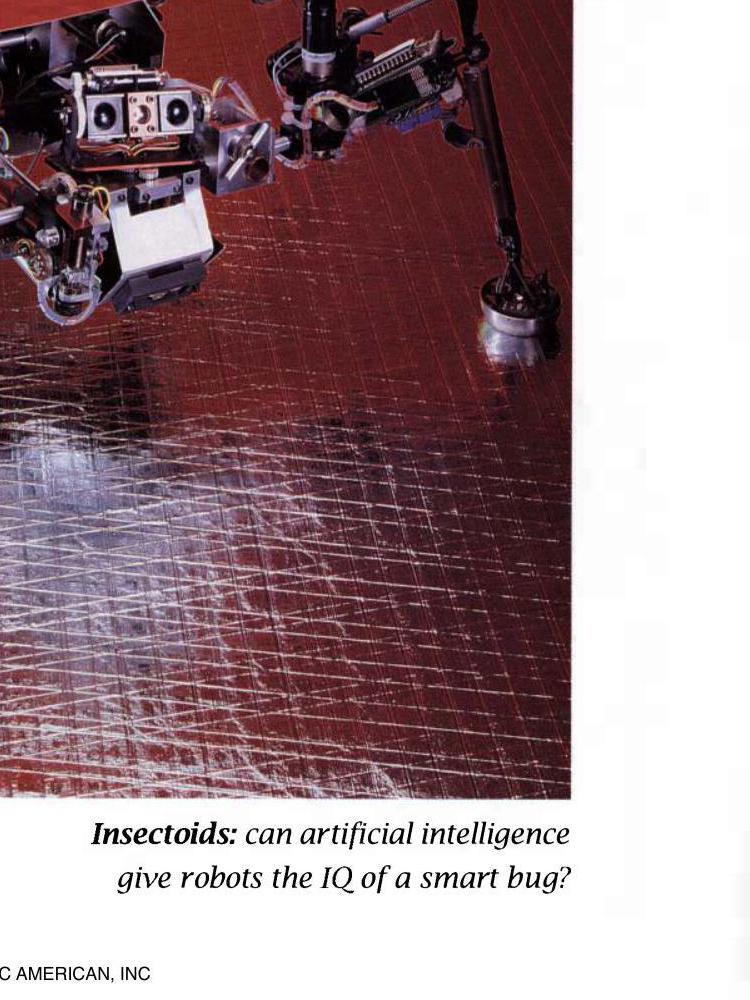 Insectoids: can artificial intelligence
give robots the IQ of a smart bug?
C AMERICAN, INC